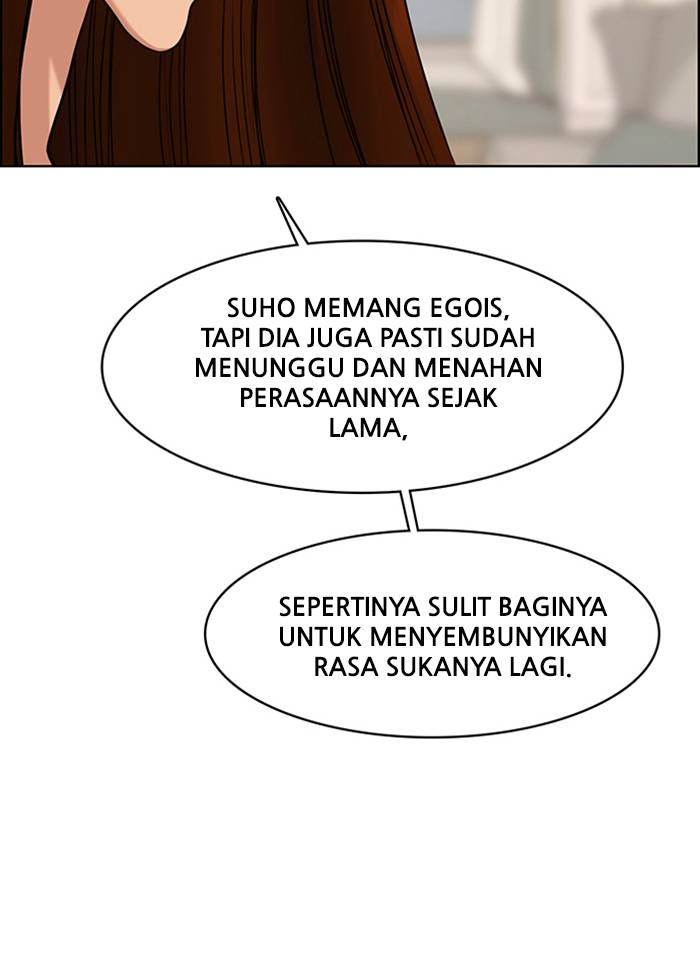 SUHO MEMANG EGOIS,
TAPI DIA JUGA PASTI SUDAH
MENUNGGU DAN MENAHAN
PERASAANNYA SEJAK
LAMA,
SEPERTINYA SULIT BAGINYA
UNTUK MENYEMBUNYIKAN
RASA SUKANYA LAGI.